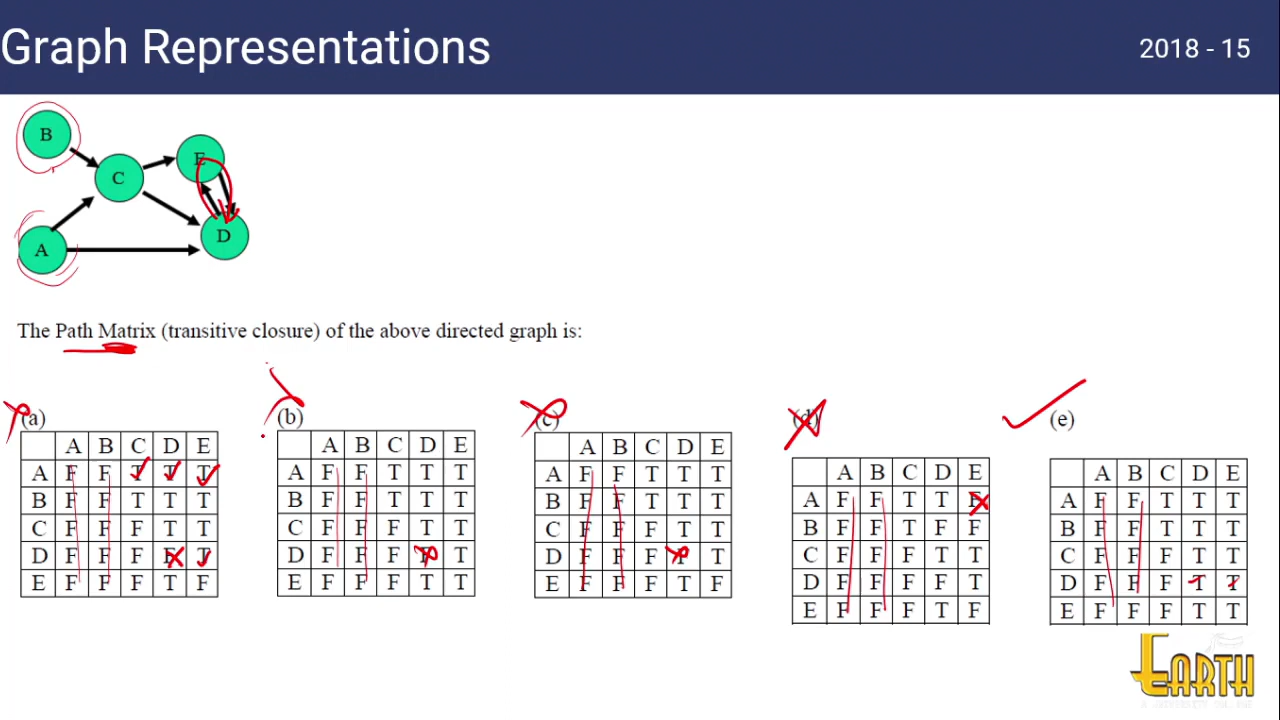 Graph Representations
2018 - 15
B
E
C
D
A
The Path Matrix (transitive closure) of the above directed graph is:
(a)
A B C D E
A F F T T T
B F F T T T
C F F F T T
D F F F F T
E F F F T F
(b)
A B C D E
A F F T T T
B F F T T T
C F F F T T
D F F F F T
E F F F T T
(c)
A B C D E
A F F T T T
B F F T T T
C F F F T T
D F F F T
E F F F T F
(d)
A B C D E
A F F T T F
B F F T F F
C F F F T T
D F F F F T
E F F F T F
(e)
A B C D E
A F F T T T
B F F T T T
C F F F T T
D F F F T T
E F F F T T
EARTH